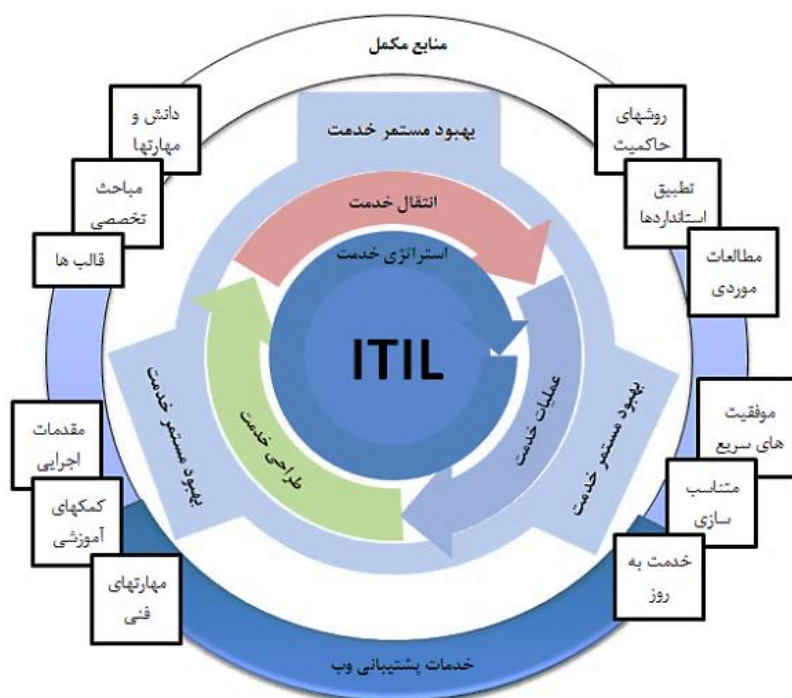 منابع مکمل
روشهای
حاکمیت
تطبیق
استانداردها
مطالعات
موردی
دانش و
مهارتها
مباحث
تخصصی
قالب ها
بهبود مستمر خدمت
انتقال خدمت
استراتژی خدمت
ITIL
عملیات خدمت
طراحی خدمت
بهبود مستمر خدمت
بهبود مستمر خدمت
موفقیت
های سریع
متناسب
سازی
خدمت به
روز
مقدمات
اجرایی
کمکهای
آموزشی
مهارتهای
فنی
خدمات پشتیبانی وب